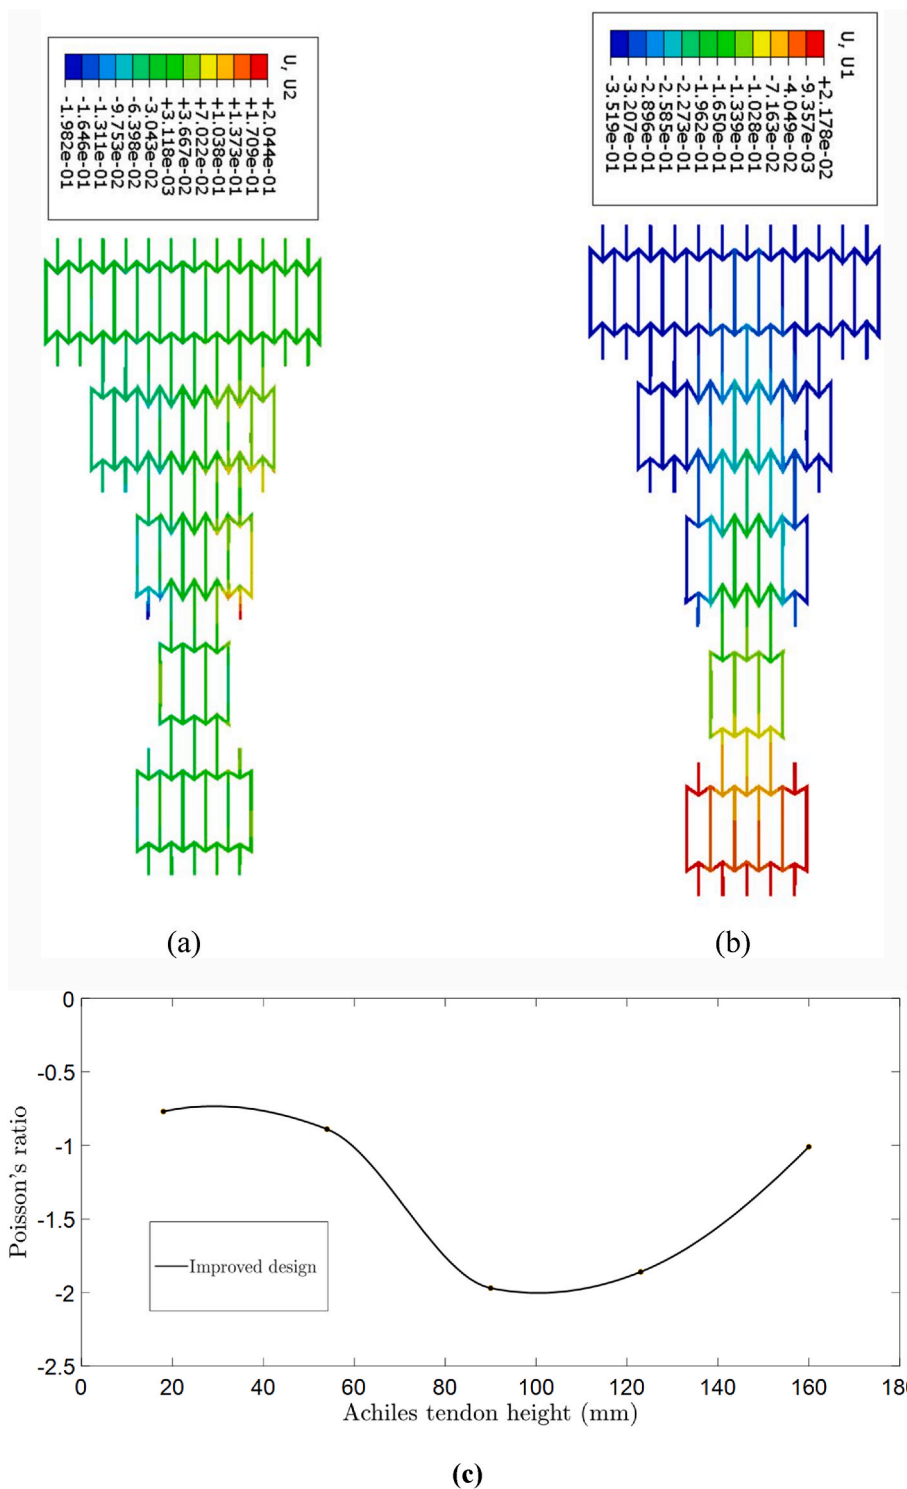 U, U2
+2.044e-01
+1.709e-01
+1.373e-01
+1.038e-01
+7.022e-02
+3.667e-02
+3.118e-03
-3.043e-02
-6.398e-02
-9.753e-02
-1.311e-01
-1.646e-01
-1.982e-01
U, U1
+2.178e-02
-9.357e-03
-4.049e-02
-7.163e-02
-1.028e-01
-1.339e-01
-1.650e-01
-1.962e-01
-2.273e-01
-2.585e-01
-2.896e-01
-3.207e-01
-3.519e-01
(a)
(b)
0
-0.5
-1
-1.5
-2
-2.5
Poisson's ratio
Improved design
0 20 40 60 80 100 120 140 160 180
Achiles tendon height (mm)
(c)